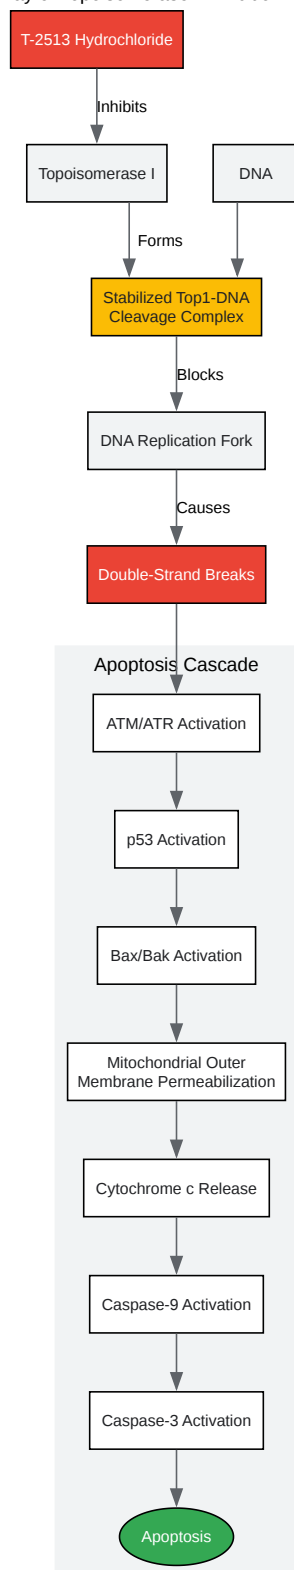 T-2513 Hydrochloride
Inhibits
Topoisomerase I
DNA
Forms
Stabilized Top1-DNA
Cleavage Complex
Blocks
DNA Replication Fork
Causes
Double-Strand Breaks
Apoptosis Cascade
ATM/ATR Activation
p53 Activation
Bax/Bak Activation
Mitochondrial Outer
Membrane Permeabilization
Cytochrome c Release
Caspase-9 Activation
Caspase-3 Activation
Apoptosis